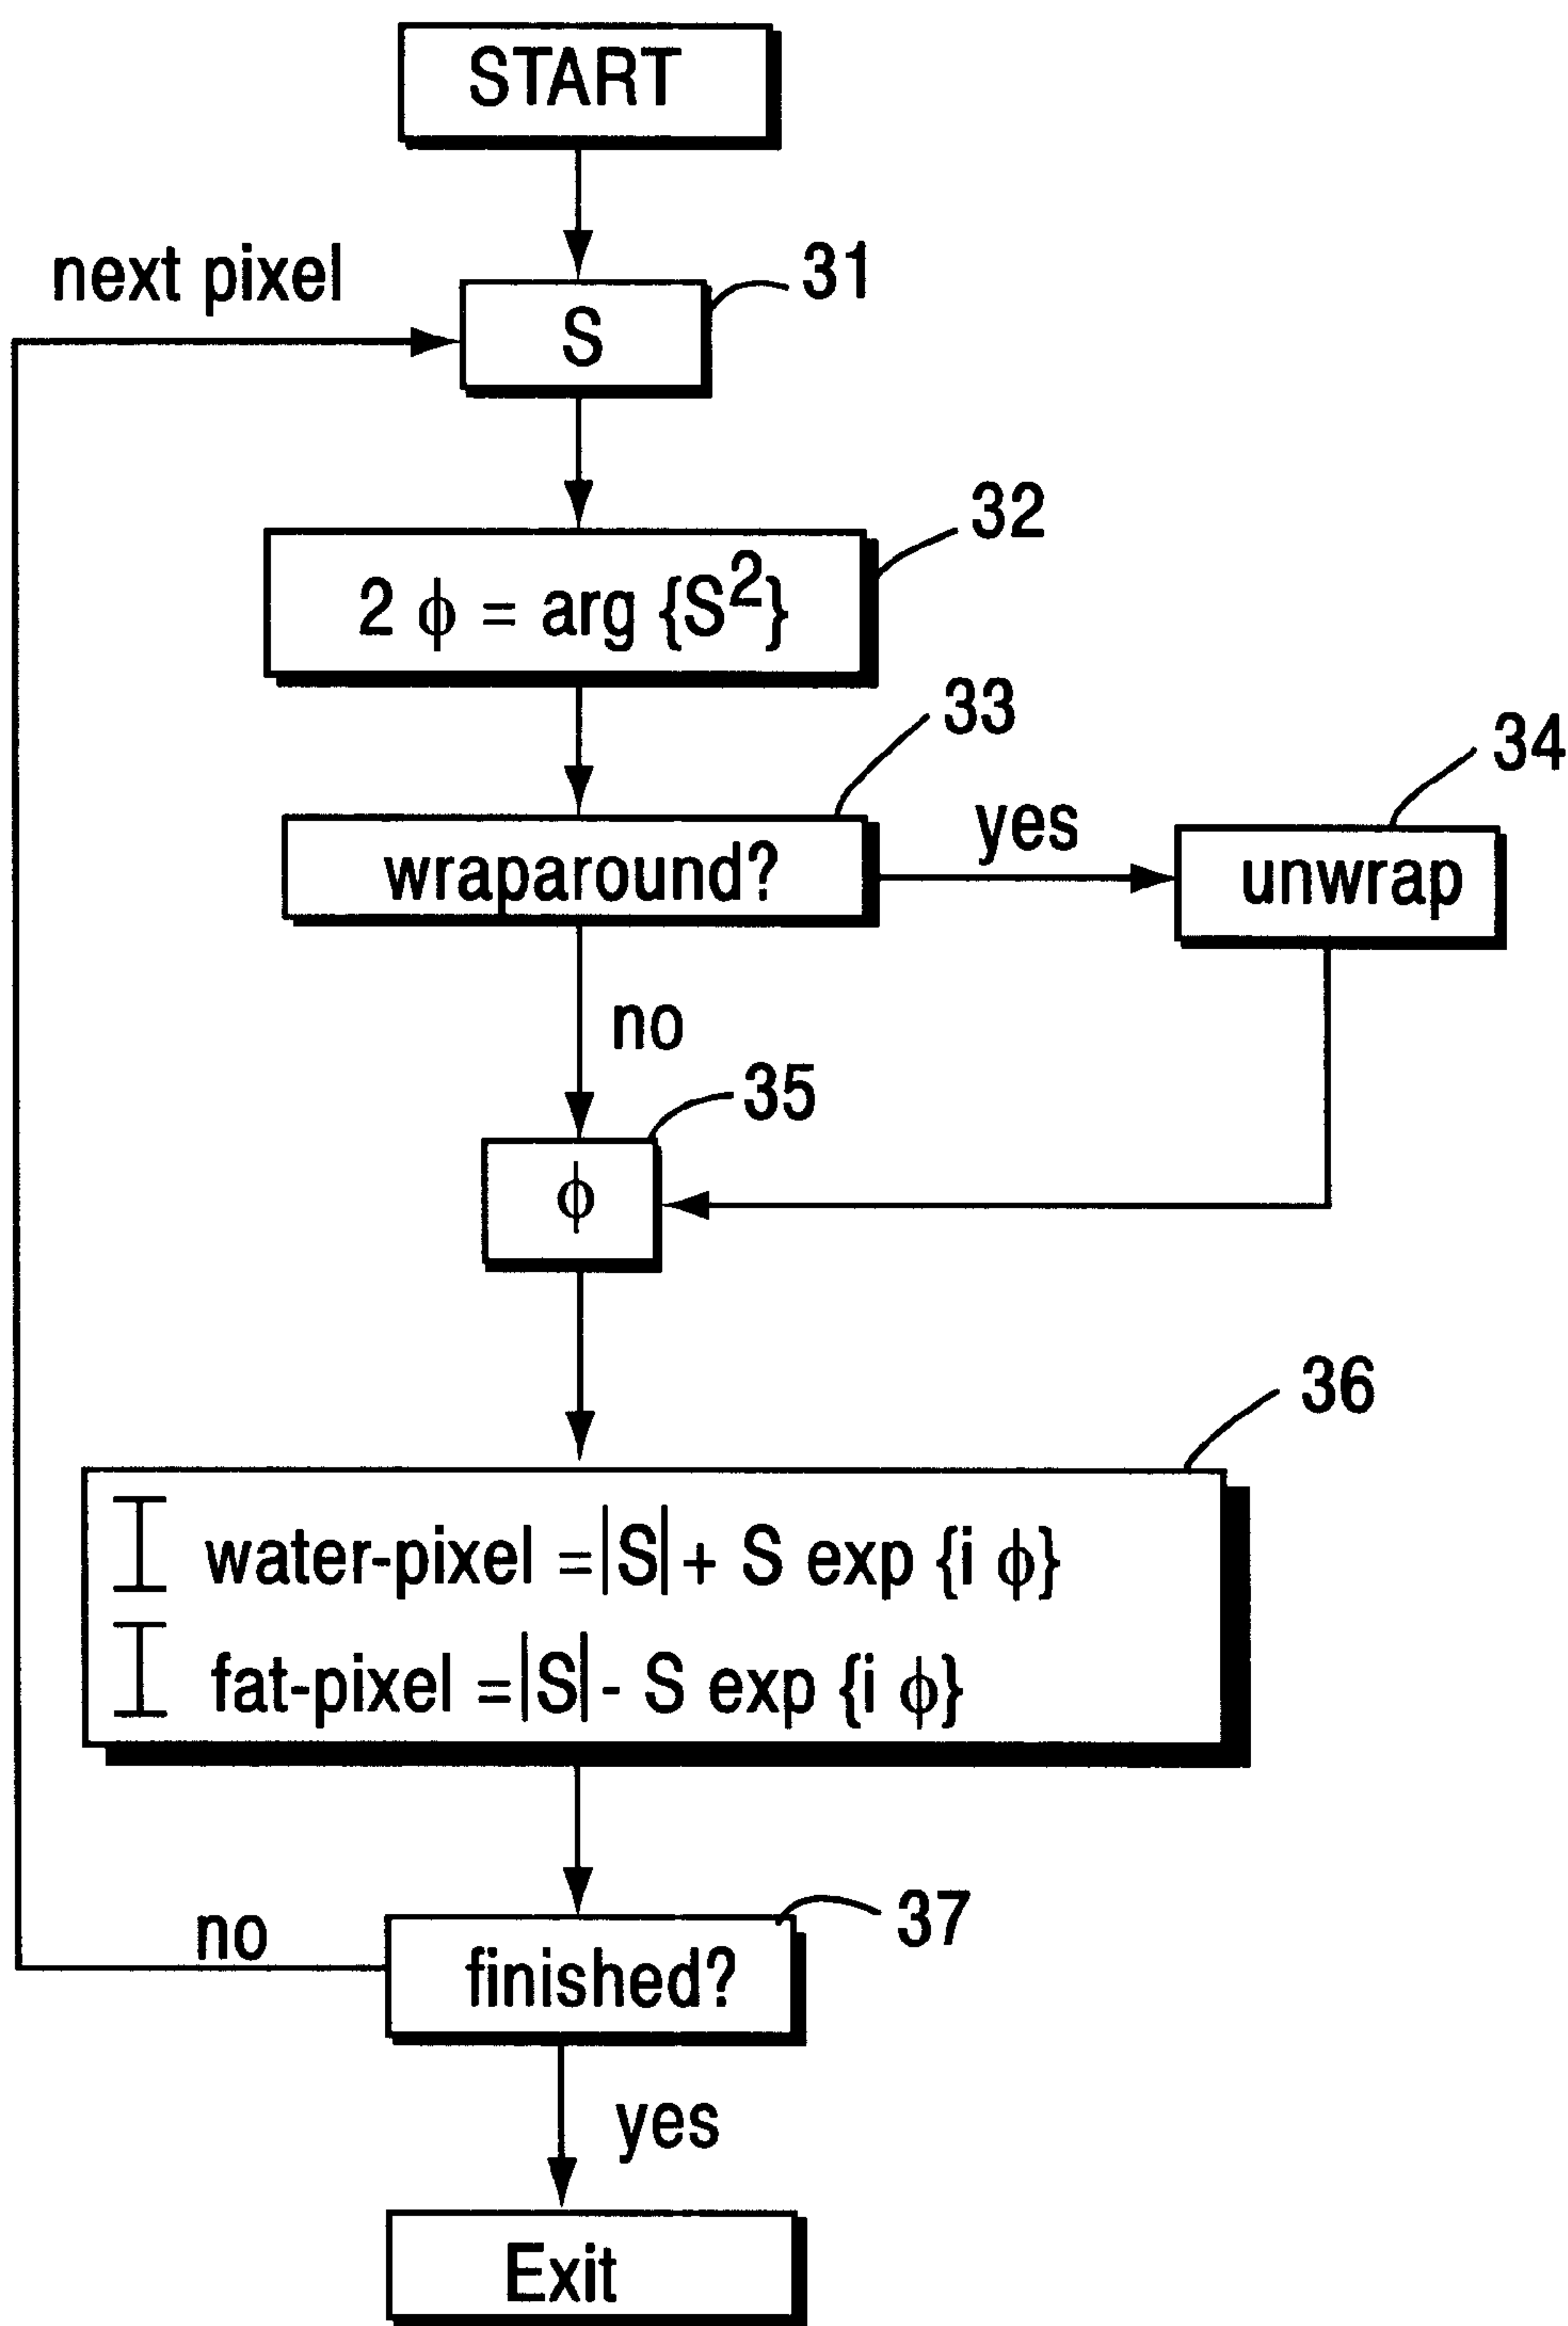 START
next pixel
31
S
32
2 ϕ = arg {S²}
33
34
wraparound?
yes
unwrap
no
35
ϕ
36
I water-pixel =|S| + S exp {i ϕ}
I fat-pixel =|S| - S exp {i ϕ}
37
no
finished?
yes
Exit